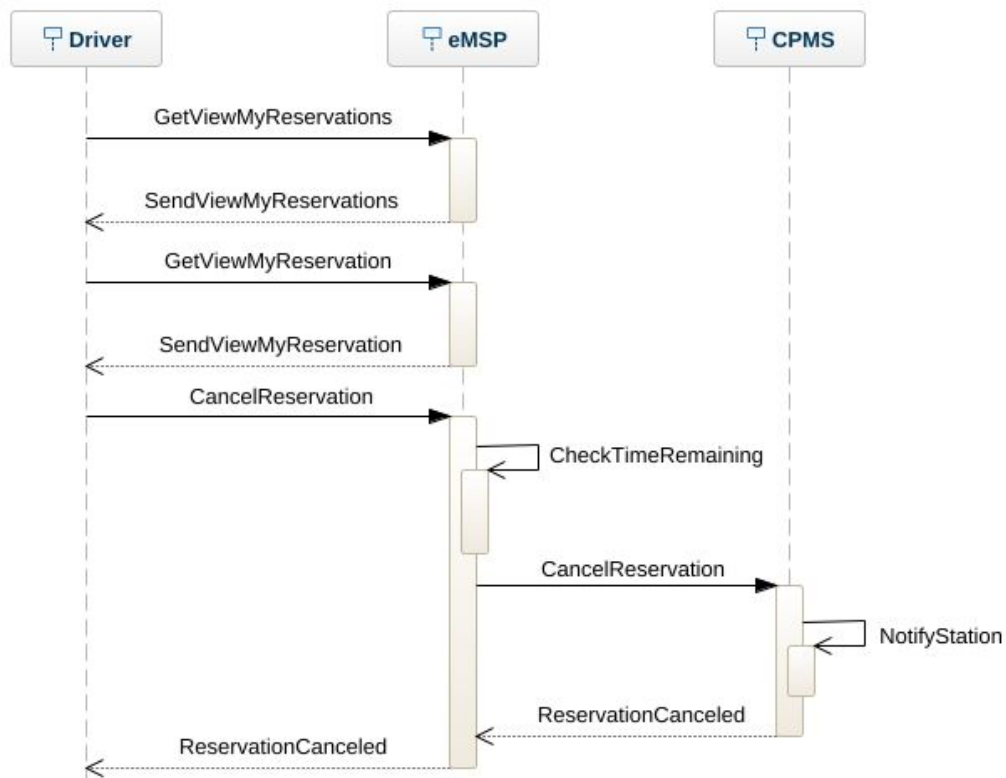 Driver
eMSP
CPMS
GetViewMyReservations
SendViewMyReservations
GetViewMyReservation
SendViewMyReservation
CancelReservation
CheckTimeRemaining
CancelReservation
NotifyStation
ReservationCanceled
ReservationCanceled